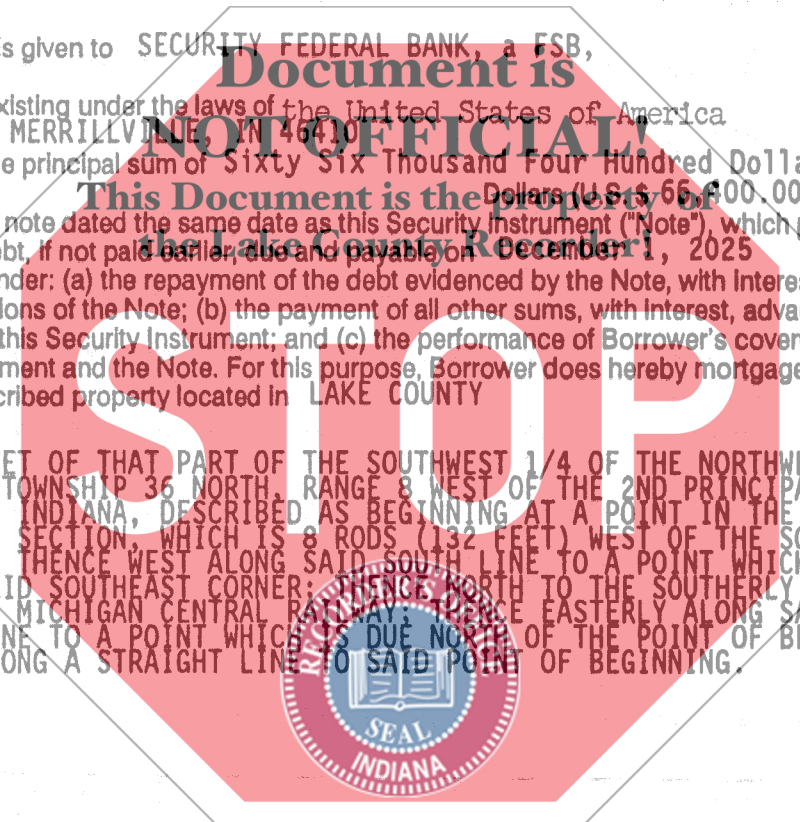 s given to SECURITY FEDERAL BANK, a FSB,
Document is
xisting under the laws of the United States of America
MERRILLVILLE, IN 46410
NOT OFFICIAL!
e principal sum of Sixty Six Thousand Four Hundred Dolla
This Document is the property of
Dollars (U.S. $ 66,400.00
note dated the same date as this Security Instrument ("Note"), which
the Lake County Recorder!
bt, if not paid earlier, due and payable on December 1, 2025
nder: (a) the repayment of the debt evidenced by the Note, with Intere
ions of the Note; (b) the payment of all other sums, with Interest, adva
this Security Instrument; and (c) the performance of Borrower's coven
ment and the Note. For this purpose, Borrower does hereby mortgage
cribed property located in LAKE COUNTY
STOP
ET OF THAT PART OF THE SOUTHWEST 1/4 OF THE NORTHW
TOWNSHIP 36 NORTH, RANGE 8 WEST OF THE 2ND PRINCIPA
INDIANA, DESCRIBED AS BEGINNING AT A POINT IN THE
SECTION, WHICH IS 8 RODS (132 FEET) WEST OF THE SO
THENCE WEST ALONG SAID SOUTH LINE TO A POINT WHICH
ID SOUTHEAST CORNER; THENCE NORTH TO THE SOUTHERLY
MICHIGAN CENTRAL RAILWAY; THENCE EASTERLY ALONG SA
NE TO A POINT WHICH IS DUE NORTH OF THE POINT OF BE
ONG A STRAIGHT LINE TO SAID POINT OF BEGINNING.
SEAL
INDIANA